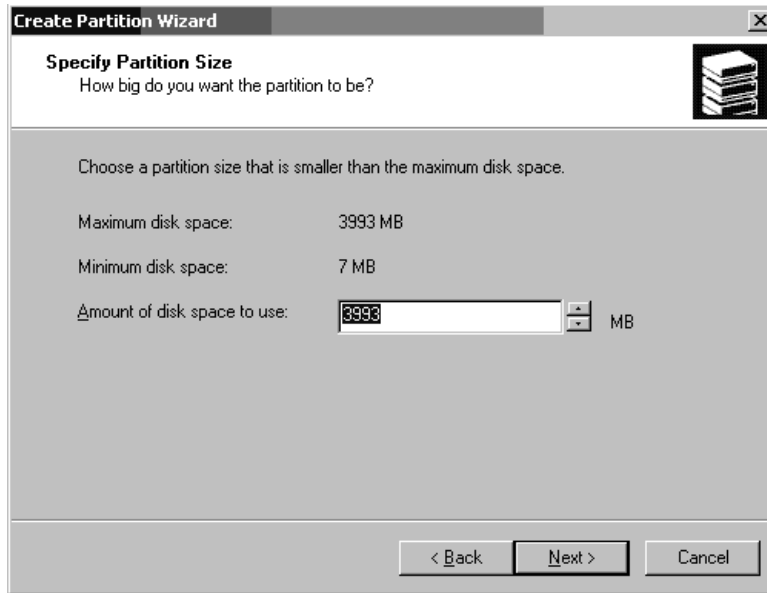 Create Partition Wizard
Specify Partition Size
How big do you want the partition to be?
Choose a partition size that is smaller than the maximum disk space.
Maximum disk space: 3993 MB
Minimum disk space: 7 MB
Amount of disk space to use: 3993 MB
< Back Next > Cancel